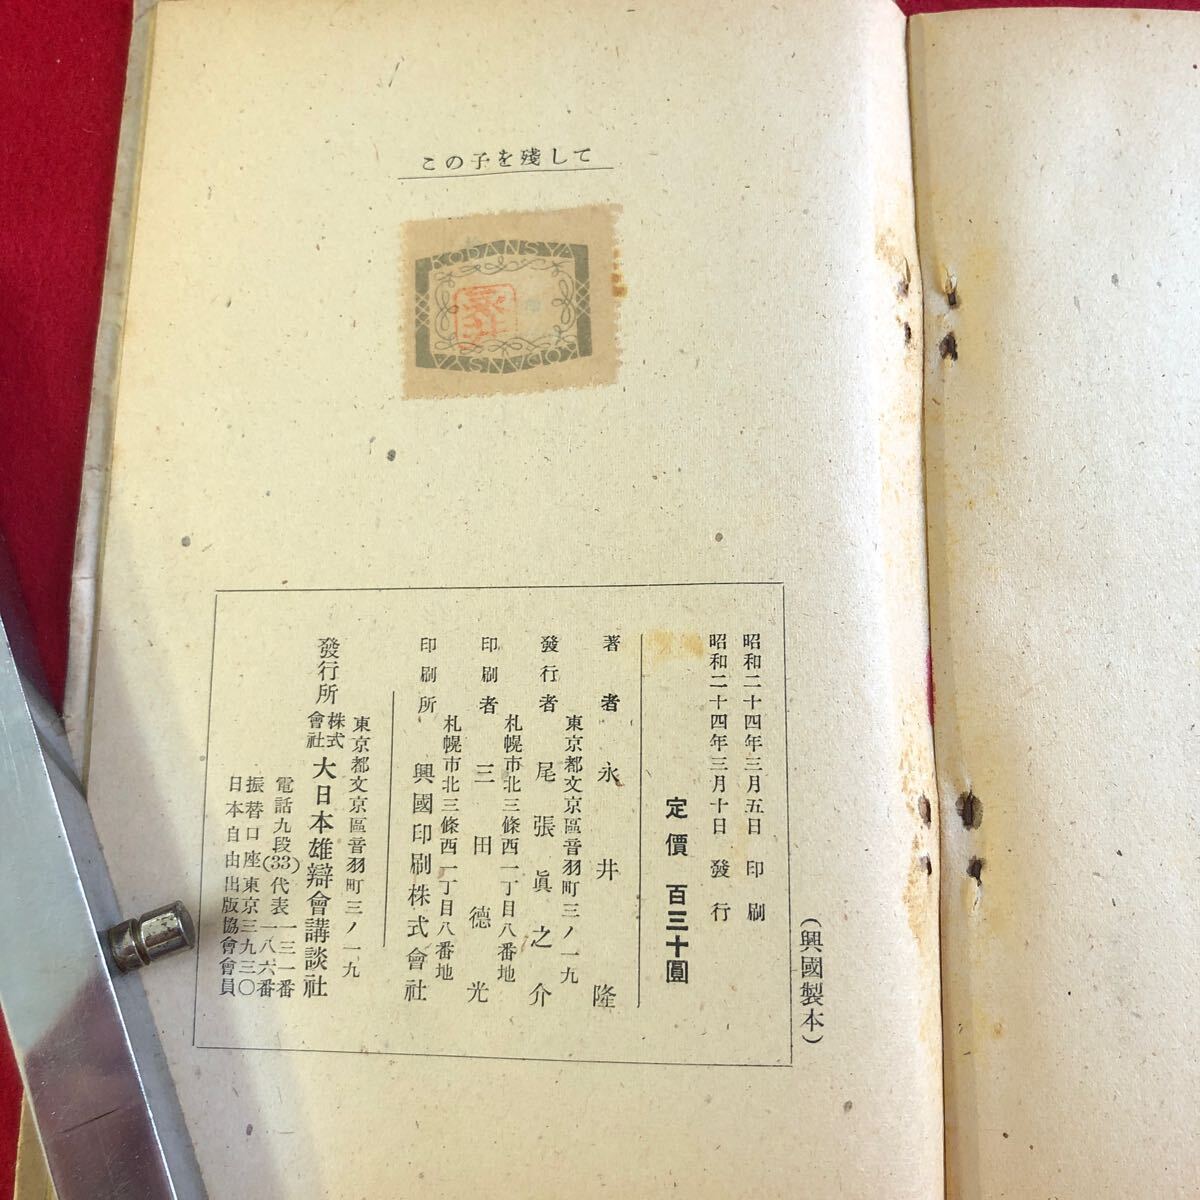 この子を殘して
KODANSYA
KODANSYA
永井
(興國製本)
昭和二十四年三月五日 印刷
昭和二十四年三月十日 發行
定價 百三十圓
著者 永井隆
東京都文京區音羽町三ノ一九
發行者 尾張眞之介
札幌市北三條西一丁目八番地
印刷者 三田德光
札幌市北三條西一丁目八番地
印刷所 興國印刷株式會社
東京都文京區音羽町三ノ一九
發行所 株式會社 大日本雄辯會講談社
電話九段(33)代表一三一番
振替口座東京三九三〇
一八六番
日本自由出版協會會員